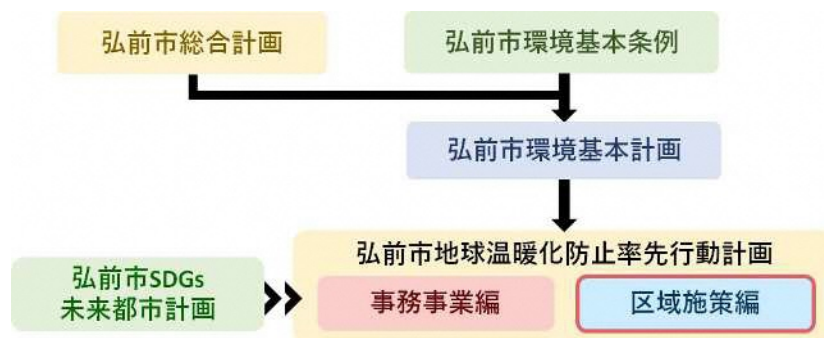 弘前市総合計画
弘前市環境基本条例
弘前市環境基本計画
弘前市地球温暖化防止率先行動計画
弘前市SDGs
未来都市計画
事務事業編
区域施策編